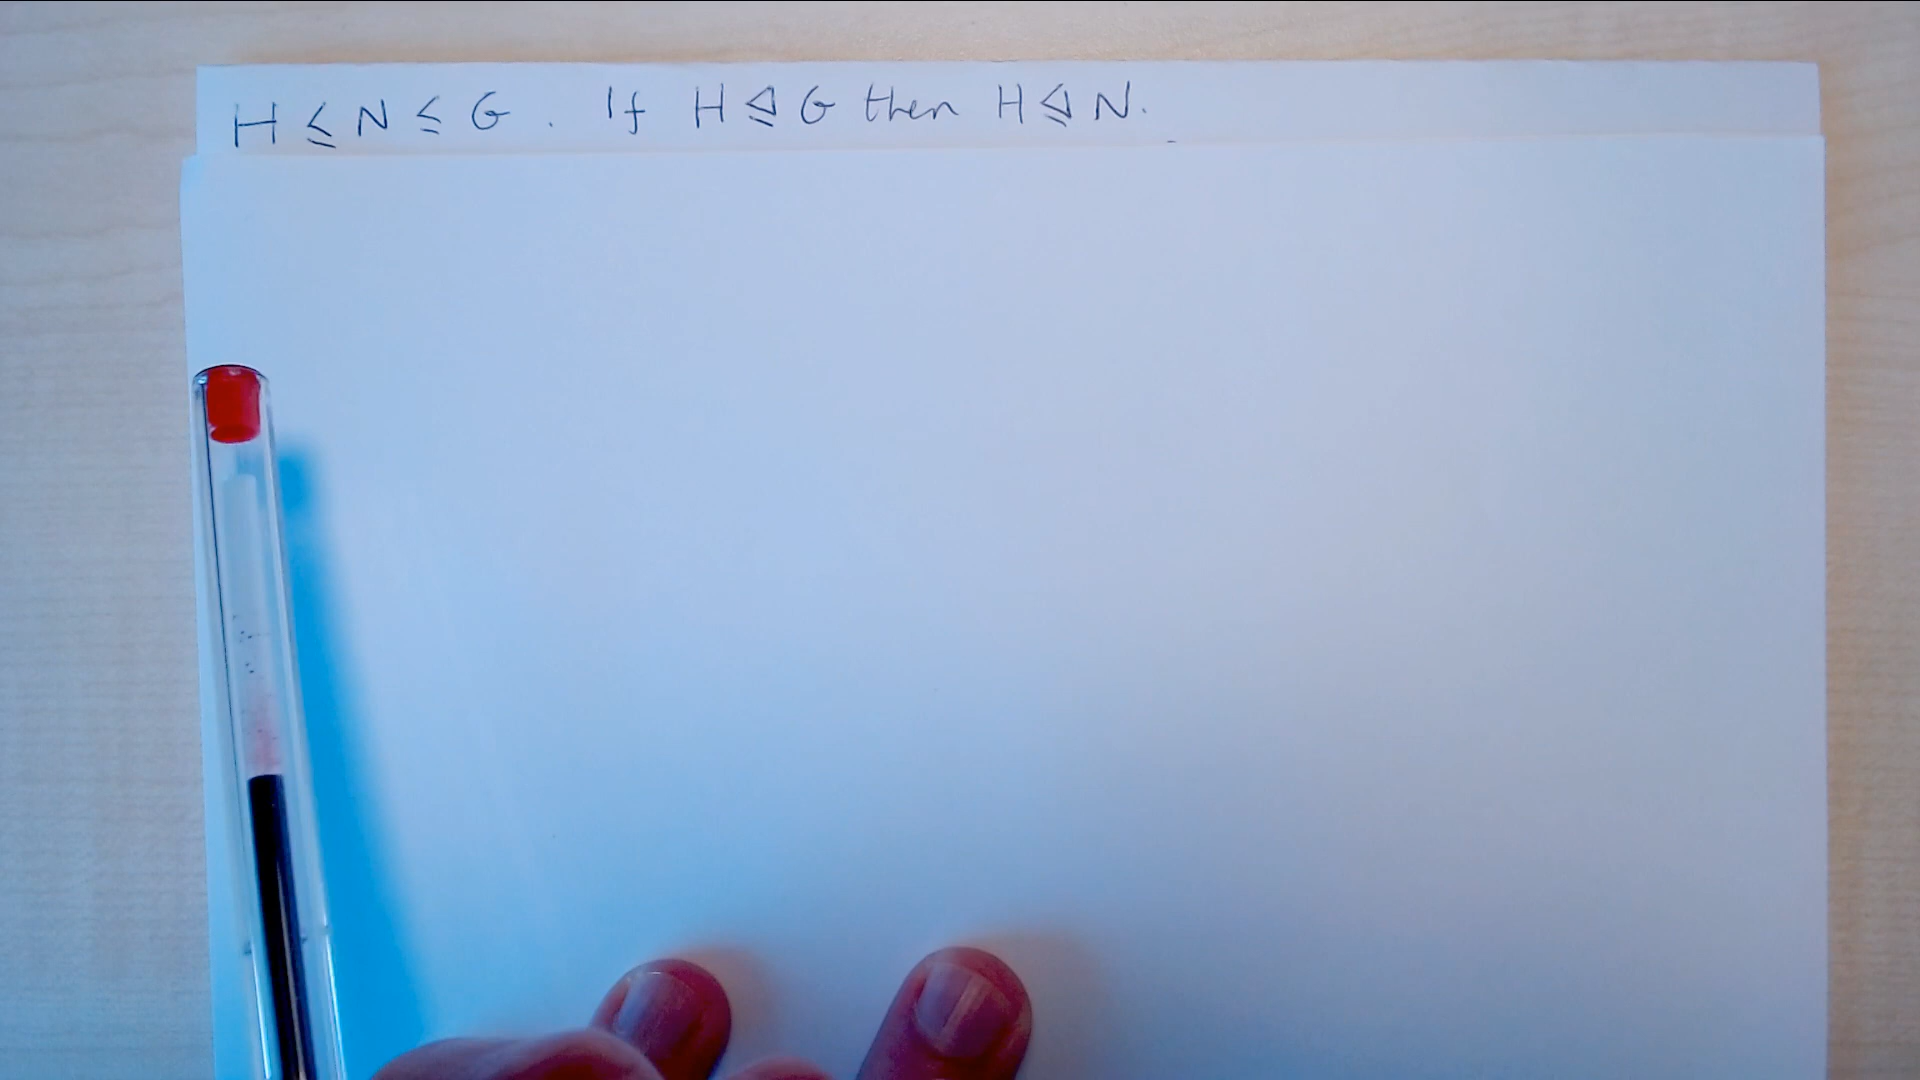 H ≤ N ≤ G . If H ⊴ G then H ⊴ N.